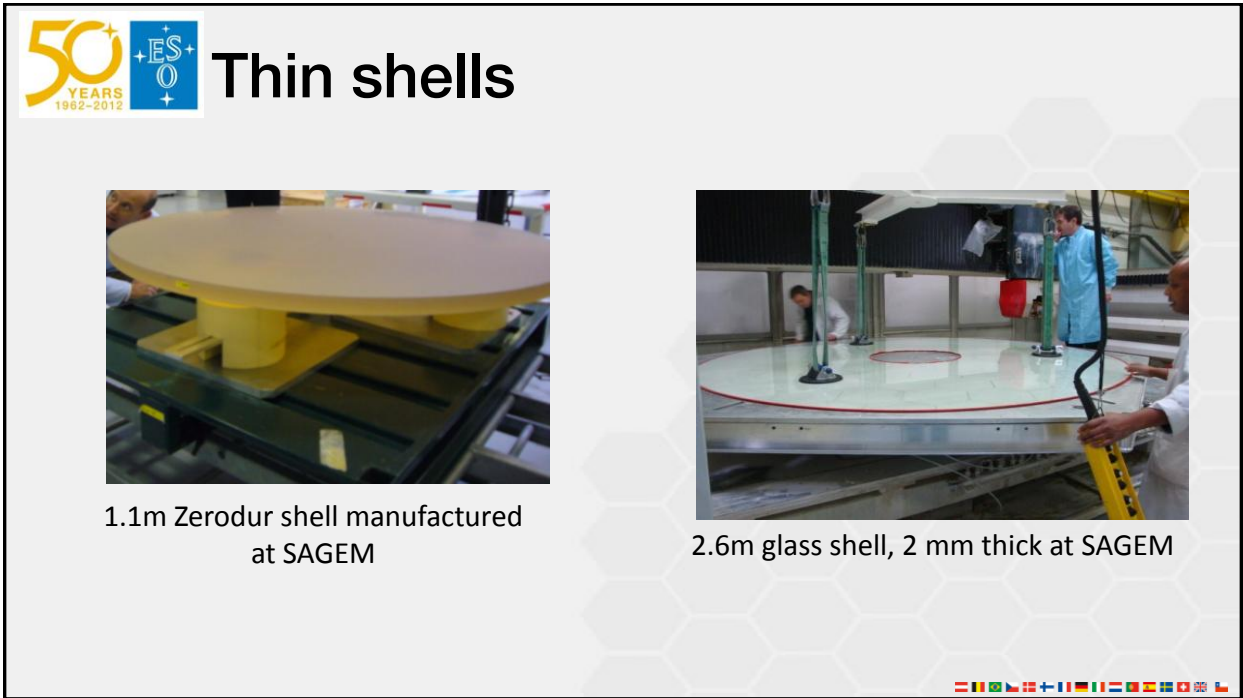 50
YEARS
1962–2012
ES
O
Thin shells
1.1m Zerodur shell manufactured
at SAGEM
2.6m glass shell, 2 mm thick at SAGEM